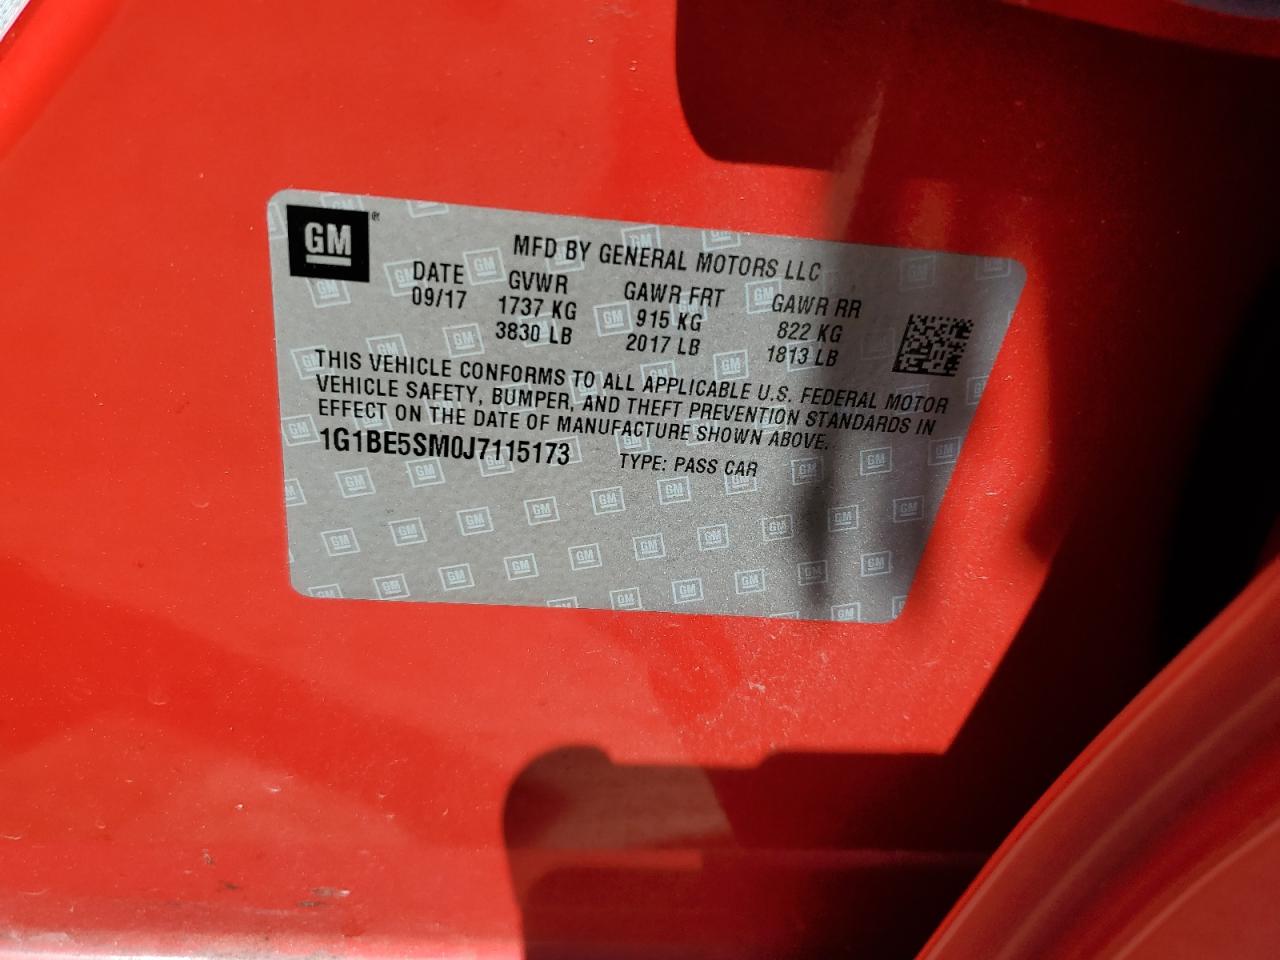 GM ®
MFD BY GENERAL MOTORS LLC
DATE GVWR GAWR FRT GAWR RR
09/17 1737 KG 915 KG 822 KG
3830 LB 2017 LB 1813 LB
THIS VEHICLE CONFORMS TO ALL APPLICABLE U.S. FEDERAL MOTOR
VEHICLE SAFETY, BUMPER, AND THEFT PREVENTION STANDARDS IN
EFFECT ON THE DATE OF MANUFACTURE SHOWN ABOVE.
1G1BE5SM0J7115173 TYPE: PASS CAR